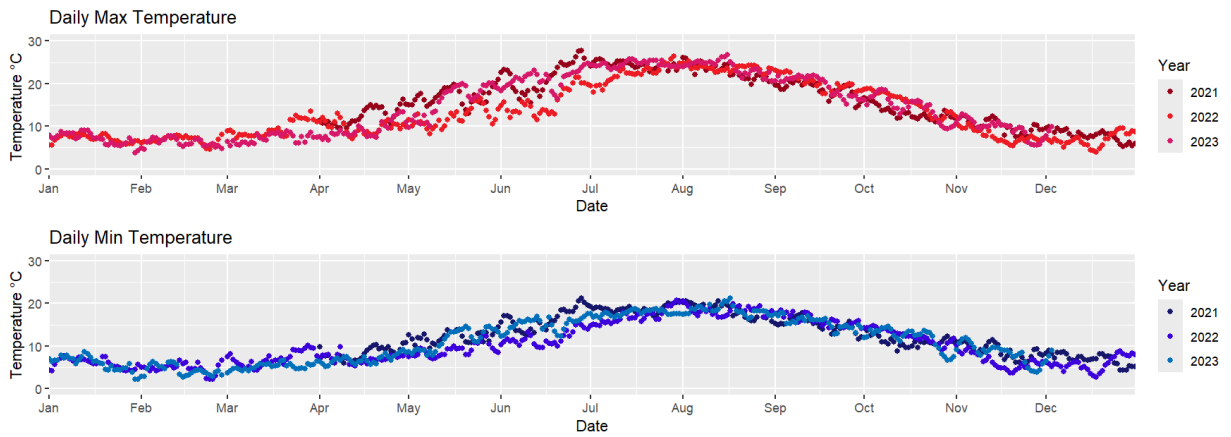 Daily Max Temperature
Temperature °C
30
20
10
0
Jan Feb Mar Apr May Jun Jul Aug Sep Oct Nov Dec
Date
Year
2021
2022
2023
Daily Min Temperature
Temperature °C
30
20
10
0
Jan Feb Mar Apr May Jun Jul Aug Sep Oct Nov Dec
Date
Year
2021
2022
2023